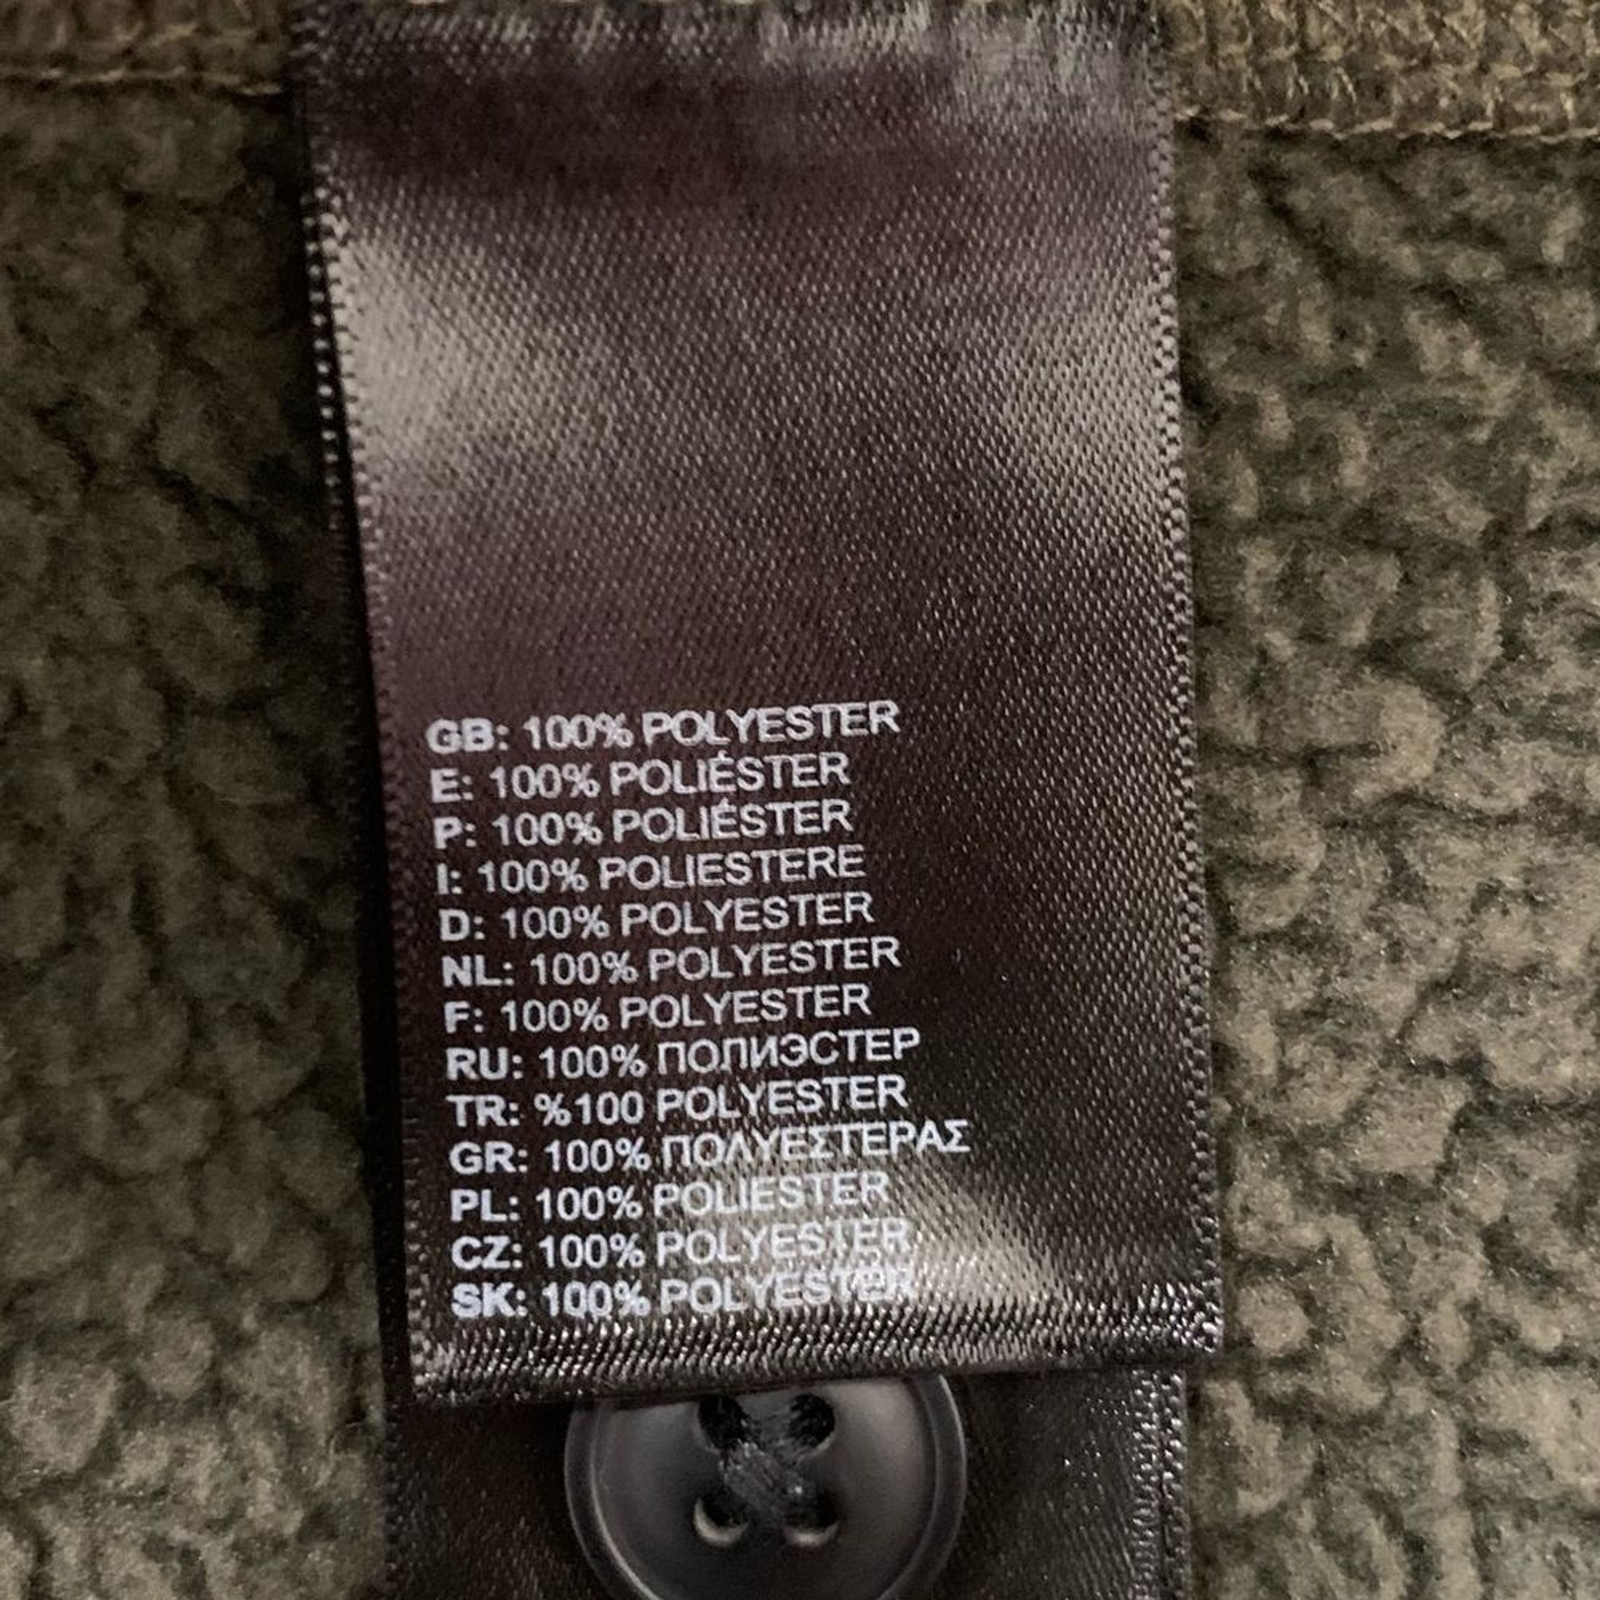 GB: 100% POLYESTER
E: 100% POLIÉSTER
P: 100% POLIÉSTER
I: 100% POLIESTERE
D: 100% POLYESTER
NL: 100% POLYESTER
F: 100% POLYESTER
RU: 100% ПОЛИЭСТЕР
TR: %100 POLYESTER
GR: 100% ΠΟΛΥΕΣΤΕΡΑΣ
PL: 100% POLIESTER
CZ: 100% POLYESTER
SK: 100% POLYESTER